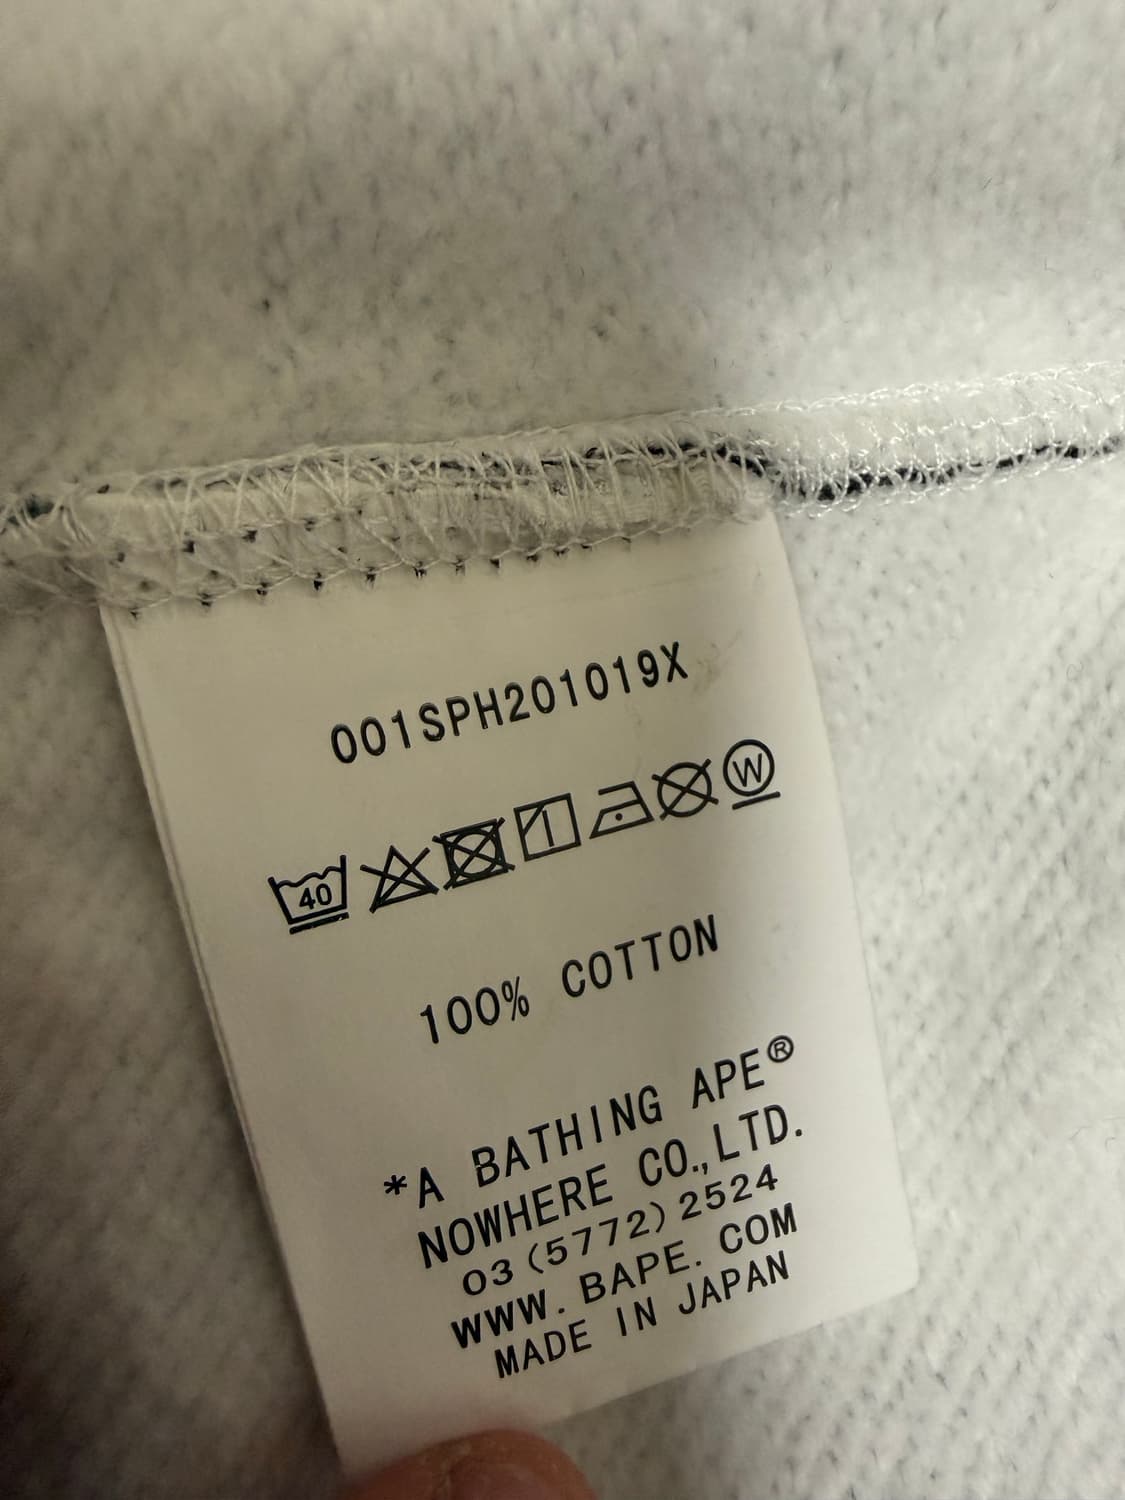 001SPH201019X
40 W
100% COTTON
*A BATHING APE®
NOWHERE CO.,LTD.
03(5772)2524
WWW.BAPE.COM
MADE IN JAPAN